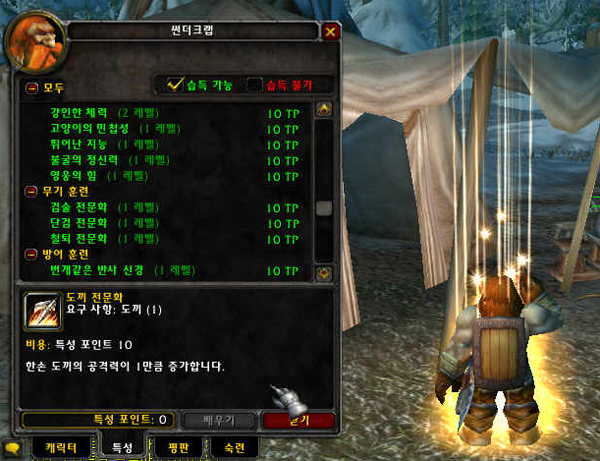 썬더크랩
모두
습득 가능 습득 불가
강인한 체력 (2 레벨) 10 TP
고양이의 민첩성 (1 레벨) 10 TP
뛰어난 지능 (1 레벨) 10 TP
불굴의 정신력 (1 레벨) 10 TP
영웅의 힘 (1 레벨) 10 TP
무기 훈련
검술 전문화 (1 레벨) 10 TP
단검 전문화 (1 레벨) 10 TP
철퇴 전문화 (1 레벨) 10 TP
방어 훈련
번개같은 반사 신경 (1 레벨) 10 TP
도끼 전문화
요구 사항: 도끼 (1)
비용: 특성 포인트 10
한손 도끼의 공격력이 1만큼 증가합니다.
특성 포인트: 0 배우기 닫기
캐릭터 특성 평판 숙련